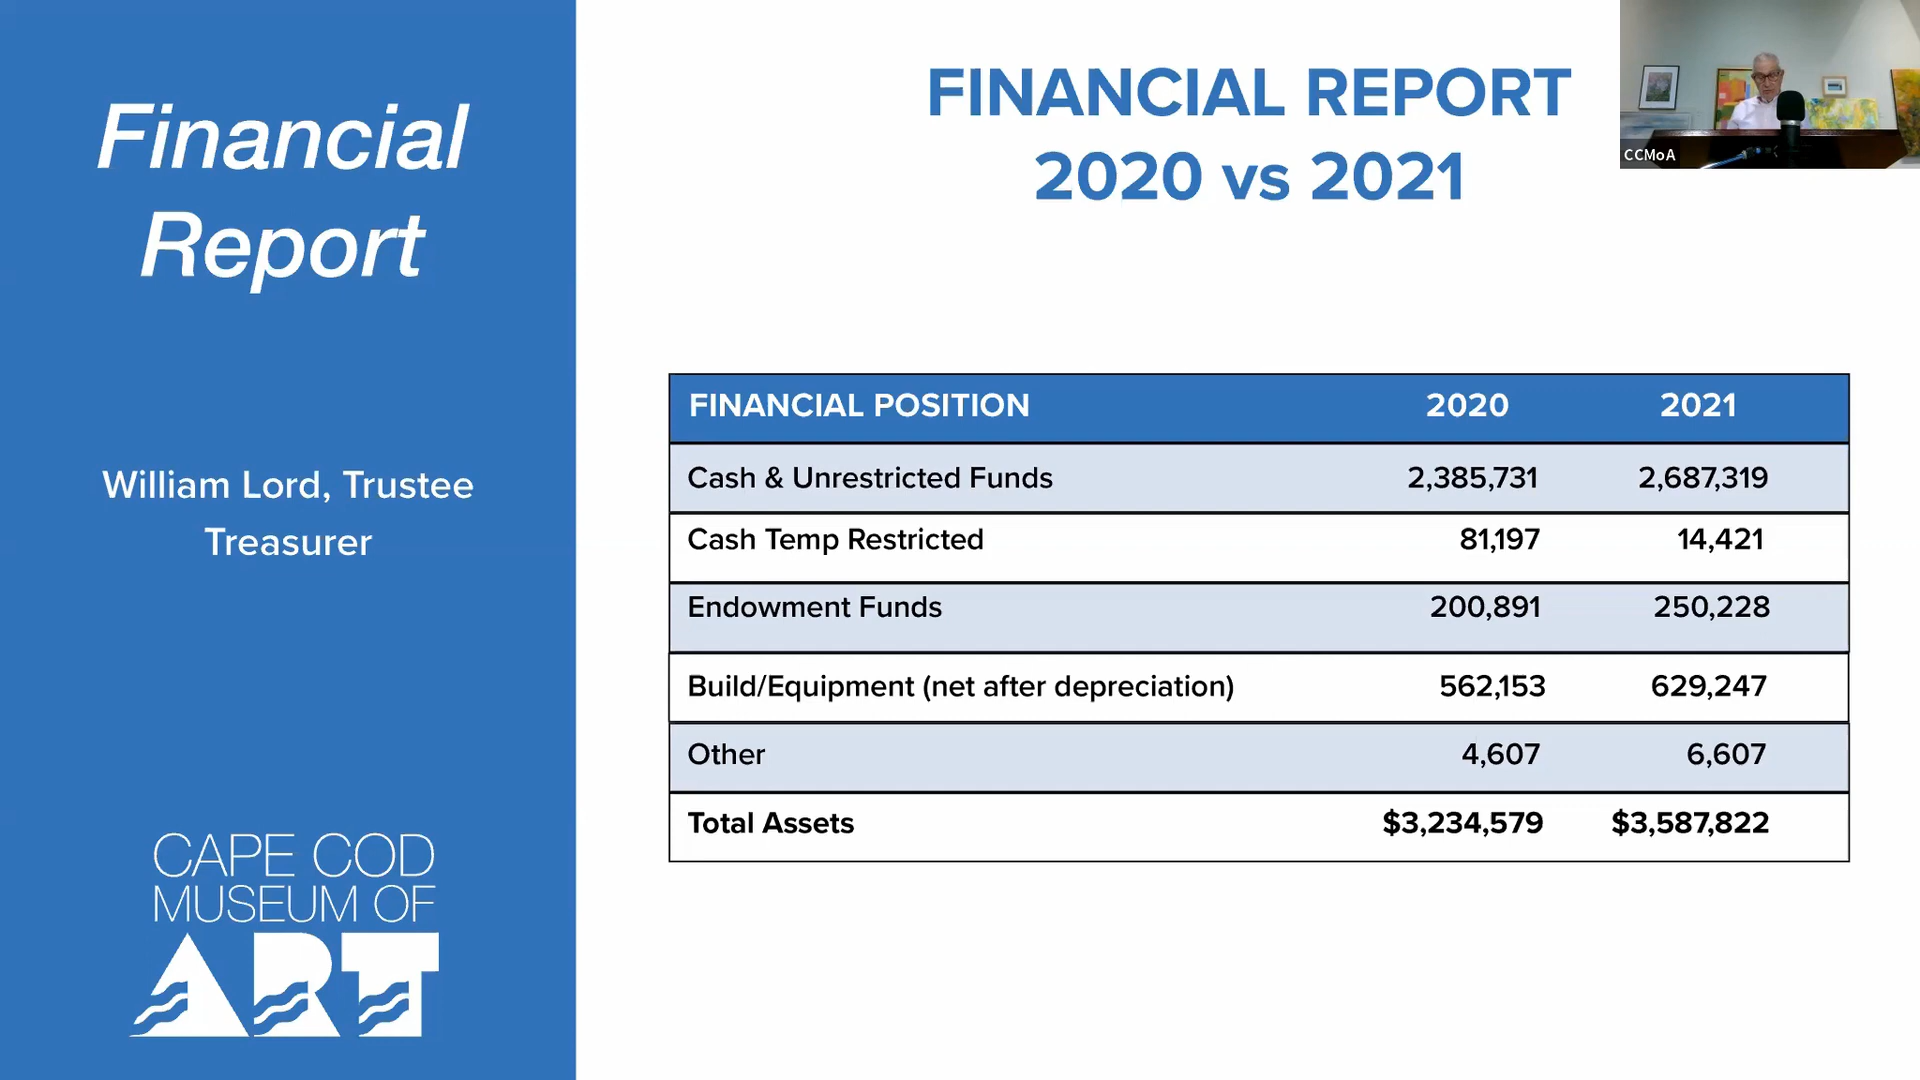 Financial
Report
William Lord, Trustee
Treasurer
CAPE COD
MUSEUM OF
ART
FINANCIAL REPORT
2020 vs 2021
CCMoA
FINANCIAL POSITION 2020 2021
Cash & Unrestricted Funds 2,385,731 2,687,319
Cash Temp Restricted 81,197 14,421
Endowment Funds 200,891 250,228
Build/Equipment (net after depreciation) 562,153 629,247
Other 4,607 6,607
Total Assets $3,234,579 $3,587,822